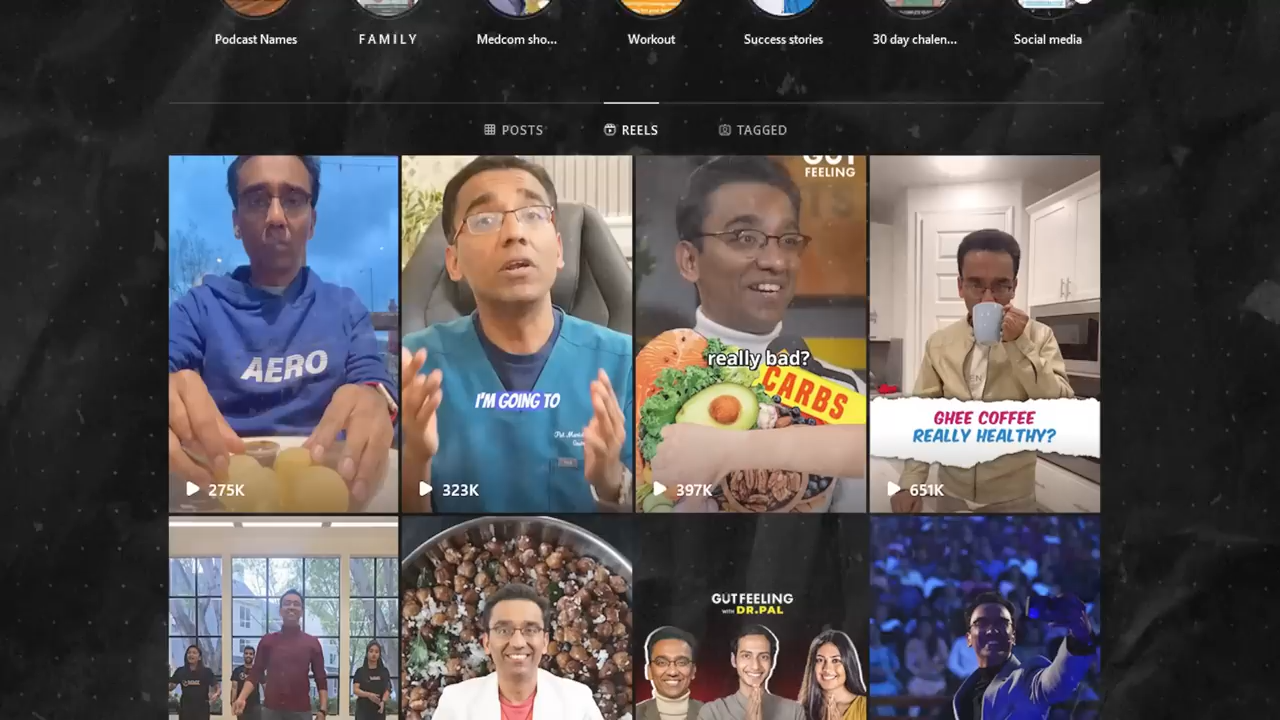 Podcast Names
FAMILY
Medcom sho...
Workout
Success stories
30 day chalen...
Social media
POSTS
REELS
TAGGED
GUT
FEELING
AERO
I'M GOING TO
really bad?
CARBS
GHEE COFFEE
REALLY HEALTHY?
275K
323K
397K
651K
GUT FEELING
WITH DR.PAL